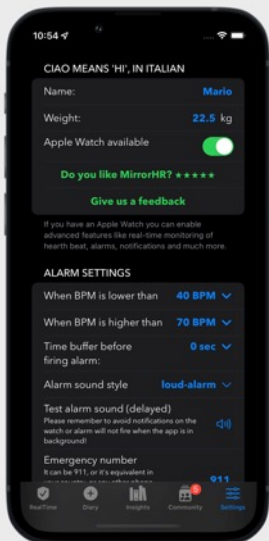 10:54
CIAO MEANS 'HI', IN ITALIAN
Name: Mario
Weight: 22.5 kg
Apple Watch available
Do you like MirrorHR? ★★★★★
Give us a feedback
If you have an Apple Watch you can enable
advanced features like real-time monitoring of
hearth beat, alarms, notifications and much more.
ALARM SETTINGS
When BPM is lower than 40 BPM
When BPM is higher than 70 BPM
Time buffer before 0 sec
firing alarm:
Alarm sound style loud-alarm
Test alarm sound (delayed)
Please remember to avoid notifications on the
watch or alarm will not fire when the app is in
background!
Emergency number
It can be 911, or it's equivalent in
911
RealTime Diary Insights Community 5 Settings